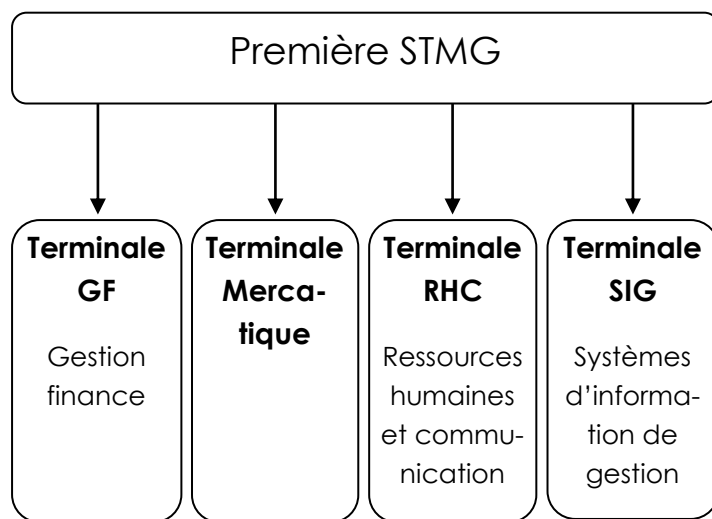 Première STMG
Terminale
GF
Gestion
finance
Terminale
Merca-
tique
Terminale
RHC
Ressources
humaines
et commu-
nication
Terminale
SIG
Systèmes
d’informa-
tion de
gestion